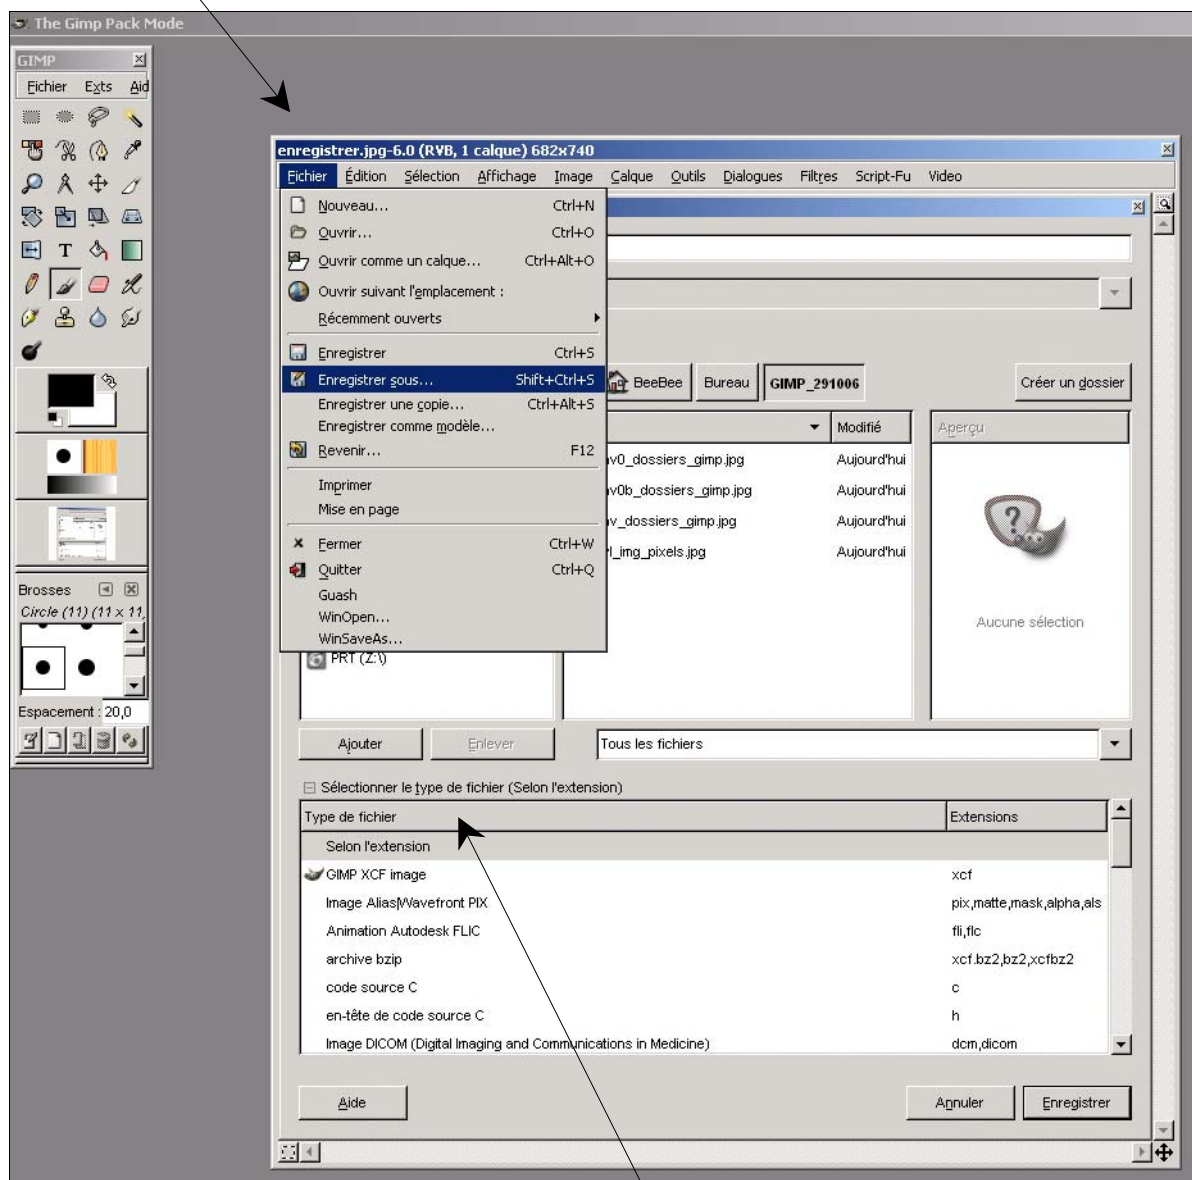 The Gimp Pack Mode
GIMP
Fichier Exts Aid
enregistrer.jpg-6.0 (RVB, 1 calque) 682x740
Fichier Édition Sélection Affichage Image Calque Outils Dialogues Filtres Script-Fu Video
Nouveau... Ctrl+N
Ouvrir... Ctrl+O
Ouvrir comme un calque... Ctrl+Alt+O
Ouvrir suivant l'emplacement :
Récemment ouverts
Enregistrer Ctrl+S
Enregistrer sous... Shift+Ctrl+S
Enregistrer une copie... Ctrl+Alt+S
Enregistrer comme modèle...
Revenir... F12
Imprimer
Mise en page
Fermer Ctrl+W
Quitter Ctrl+Q
Guash
WinOpen...
WinSaveAs...
BeeBee Bureau GIMP_291006 Créer un dossier
Modifié Aperçu
v0_dossiers_gimp.jpg Aujourd'hui
v0b_dossiers_gimp.jpg Aujourd'hui
v_dossiers_gimp.jpg Aujourd'hui
l_img_pixels.jpg Aujourd'hui
Aucune sélection
PRT (Z:\)
Brosses
Circle (11) (11 x 11,
Espacement : 20,0
Ajouter Enlever Tous les fichiers
Sélectionner le type de fichier (Selon l'extension)
Type de fichier Extensions
Selon l'extension
GIMP XCF image xcf
Image Alias|Wavefront PIX pix,matte,mask,alpha,als
Animation Autodesk FLIC fli,flc
archive bzip xcf.bz2,bz2,xcfbz2
code source C c
en-tête de code source C h
Image DICOM (Digital Imaging and Communications in Medicine) dcm,dicom
Aide Annuler Enregistrer